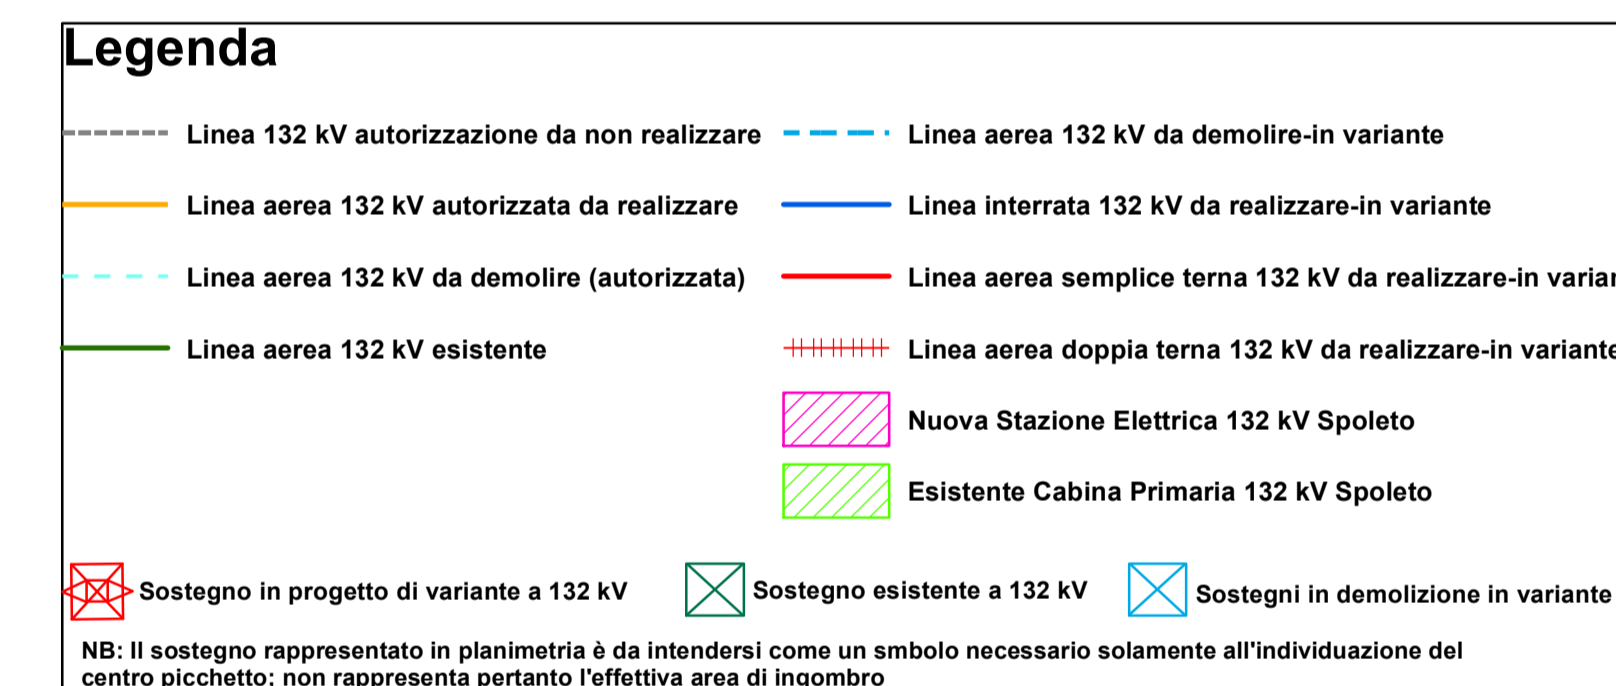 Legenda
Linea 132 kV autorizzazione da non realizzare
Linea aerea 132 kV da demolire-in variante
Linea aerea 132 kV autorizzata da realizzare
Linea interrata 132 kV da realizzare-in variante
Linea aerea 132 kV da demolire (autorizzata)
Linea aerea semplice terna 132 kV da realizzare-in
Linea aerea 132 kV esistente
Linea aerea doppia terna 132 kV da realizzare-in variante
Nuova Stazione Elettrica 132 kV Spoleto
Esistente Cabina Primaria 132 kV Spoleto
Sostegno in progetto di variante a 132 kV
Sostegno esistente a 132 kV
Sostegni in demolizione in variante
NB: Il sostegno rappresentato in planimetria è da intendersi come un smbolo necessario solamente all'individuazione del
centro picchetto; non rappresenta pertanto l'effettiva area di ingombro